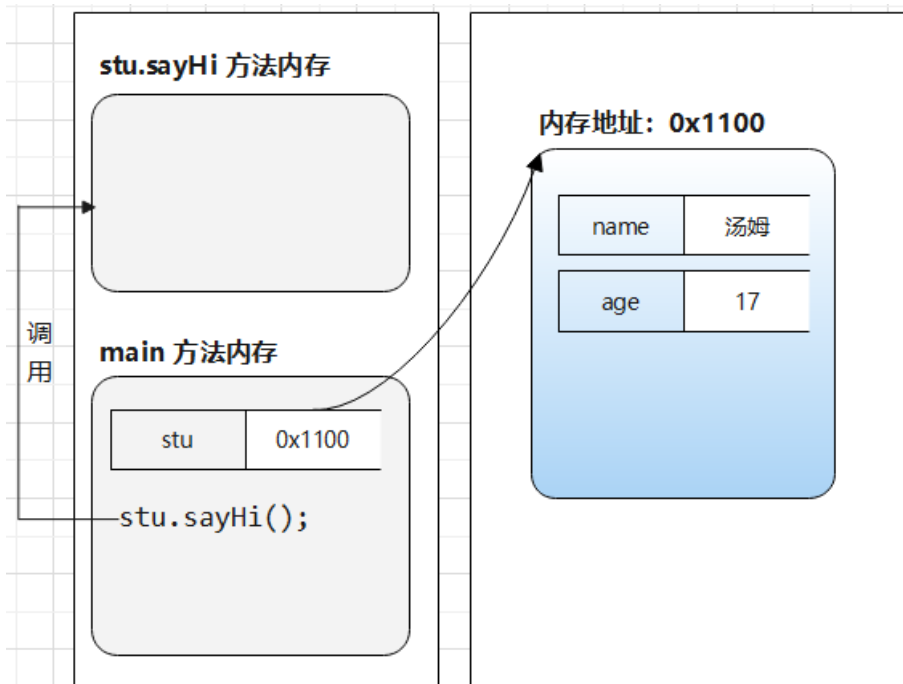 stu.sayHi 方法内存
调用
main 方法内存
stu 0x1100
stu.sayHi();
内存地址：0x1100
name 汤姆
age 17